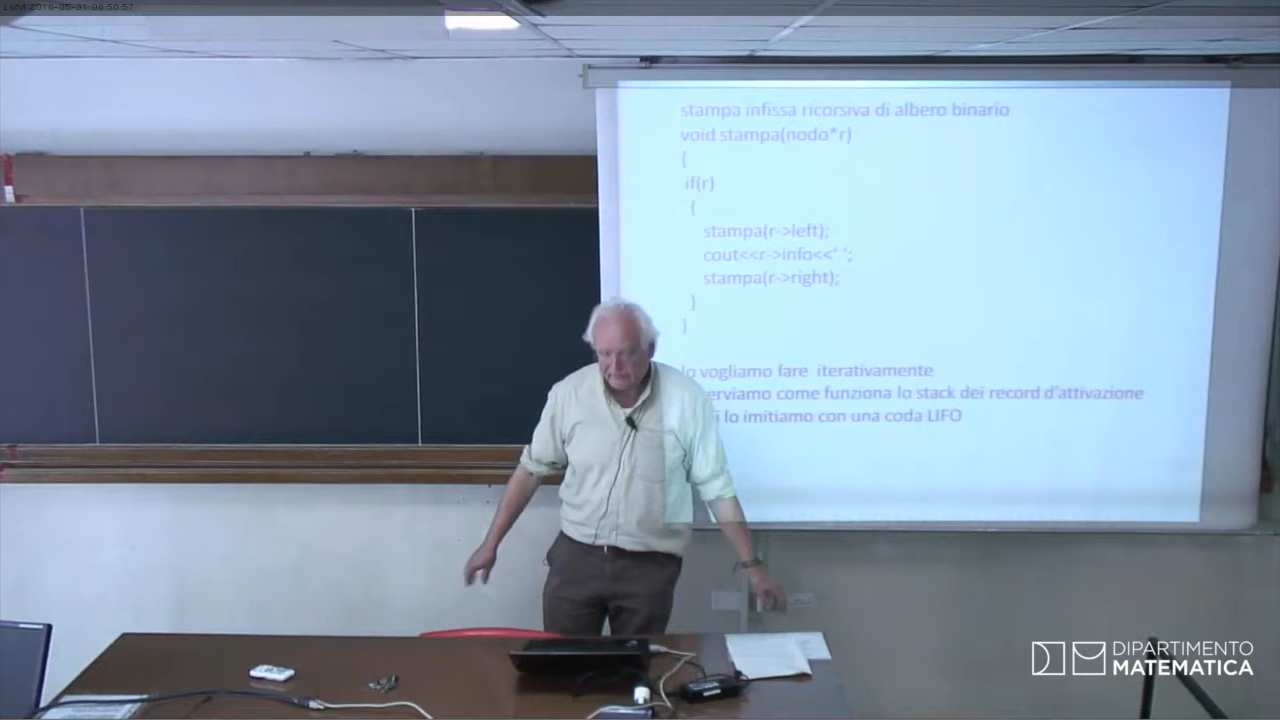 stampa infissa ricorsiva di albero binario
void stampa(nodo*r)
{
if(r)
{
stampa(r->left);
cout<<r->info<<' ';
stampa(r->right);
}
}
lo vogliamo fare iterativamente
erviamo come funziona lo stack dei record d'attivazione
i lo imitiamo con una coda LIFO
DIPARTIMENTO
MATEMATICA